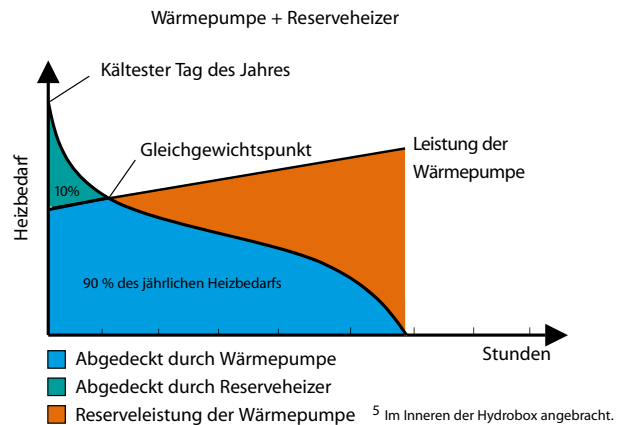 Wärmepumpe + Reserveheizer
Kältester Tag des Jahres
Gleichgewichtspunkt
Leistung der
Wärmepumpe
Heizbedarf
10%
90 % des jährlichen Heizbedarfs
Stunden
Abgedeckt durch Wärmepumpe
Abgedeckt durch Reserveheizer
Reserveleistung der Wärmepumpe
5 Im Inneren der Hydrobox angebracht.